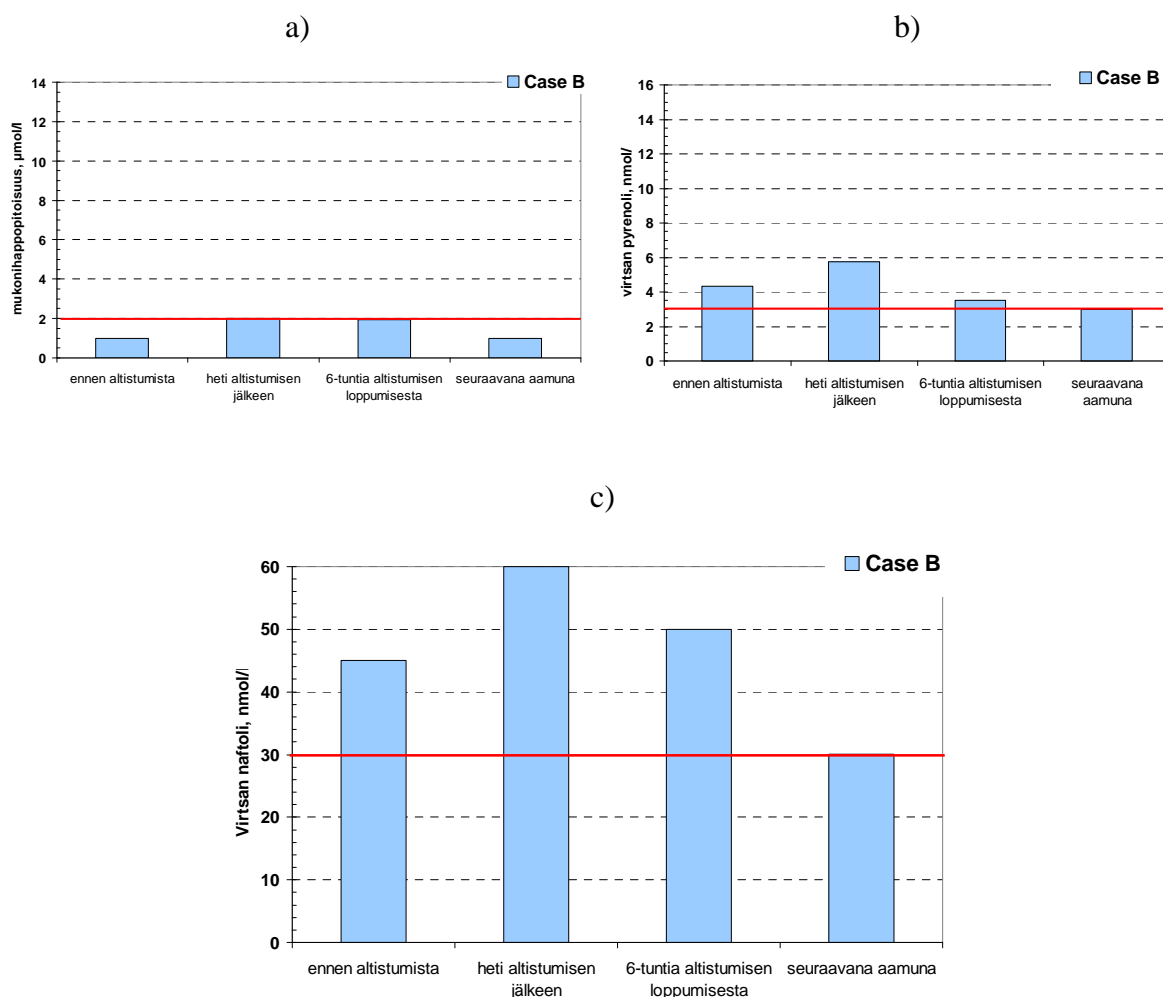 a)
Case B
mukonihappopitoisuus, µmol/l
14
12
10
8
6
4
2
0
ennen altistumista
heti altistumisen
jälkeen
6-tuntia altistumisen
loppumisesta
seuraavana aamuna
b)
Case B
virtsan pyrenoli, nmol/
16
14
12
10
8
6
4
2
0
ennen altistumista
heti altistumisen
jälkeen
6-tuntia altistumisen
loppumisesta
seuraavana
aamuna
c)
Case B
Virtsan naftoli, nmol/l
60
50
40
30
20
10
0
ennen altistumista
heti altistumisen
jälkeen
6-tuntia altistumisen
loppumisesta
seuraavana aamuna